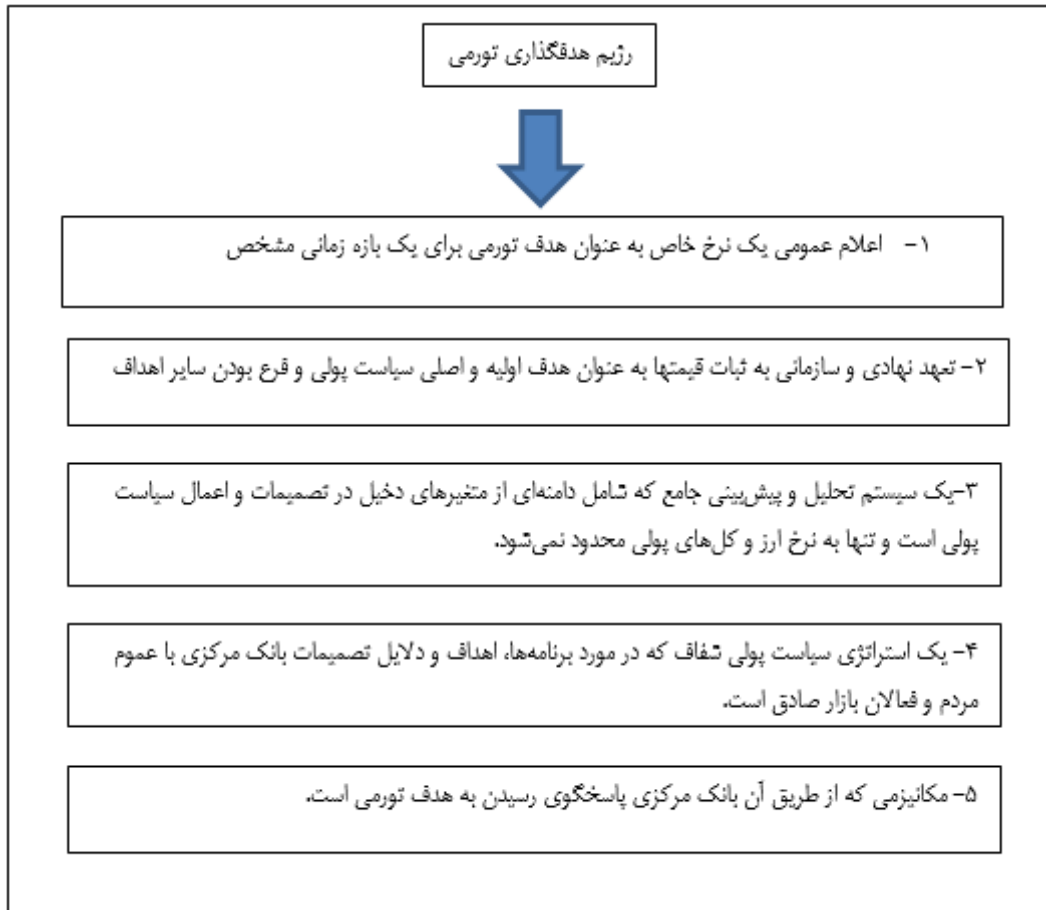 رژیم هدفگذاری تورمی
۱- اعلام عمومی یک نرخ خاص به عنوان هدف تورمی برای یک بازه زمانی مشخص
۲- تعهد نهادی و سازمانی به ثبات قیمتها به عنوان هدف اولیه و اصلی سیاست پولی و فرع بودن سایر اهداف
۳-یک سیستم تحلیل و پیش‌بینی جامع که شامل دامنه‌ای از متغیرهای دخیل در تصمیمات و اعمال سیاست
پولی است و تنها به نرخ ارز و کل‌های پولی محدود نمی‌شود.
۴- یک استراتژی سیاست پولی شفاف که در مورد برنامه‌ها، اهداف و دلایل تصمیمات بانک مرکزی با عموم
مردم و فعالان بازار صادق است.
۵- مکانیزمی که از طریق آن بانک مرکزی پاسخگوی رسیدن به هدف تورمی است.